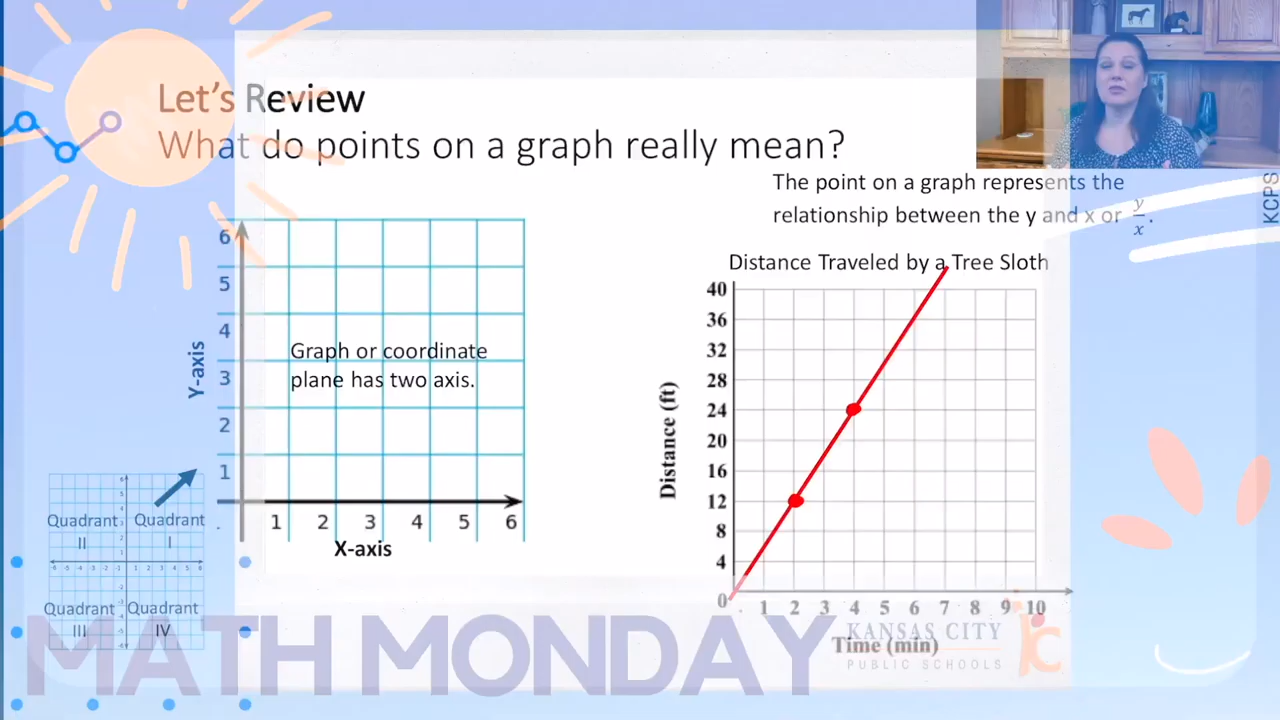 Let's Review
What do points on a graph really mean?
The point on a graph represents the
relationship between the y and x or y/x.
KCPS
Distance Traveled by a Tree Sloth
6
5
4
3
2
1
Y-axis
Graph or coordinate
plane has two axis.
1 2 3 4 5 6
X-axis
40
36
32
28
24
20
16
12
8
4
0
Distance (ft)
1 2 3 4 5 6 7 8 9 10
Time (min)
Quadrant
II
Quadrant
I
Quadrant
III
Quadrant
IV
MATH MONDAY
KANSAS CITY
PUBLIC SCHOOLS
kc